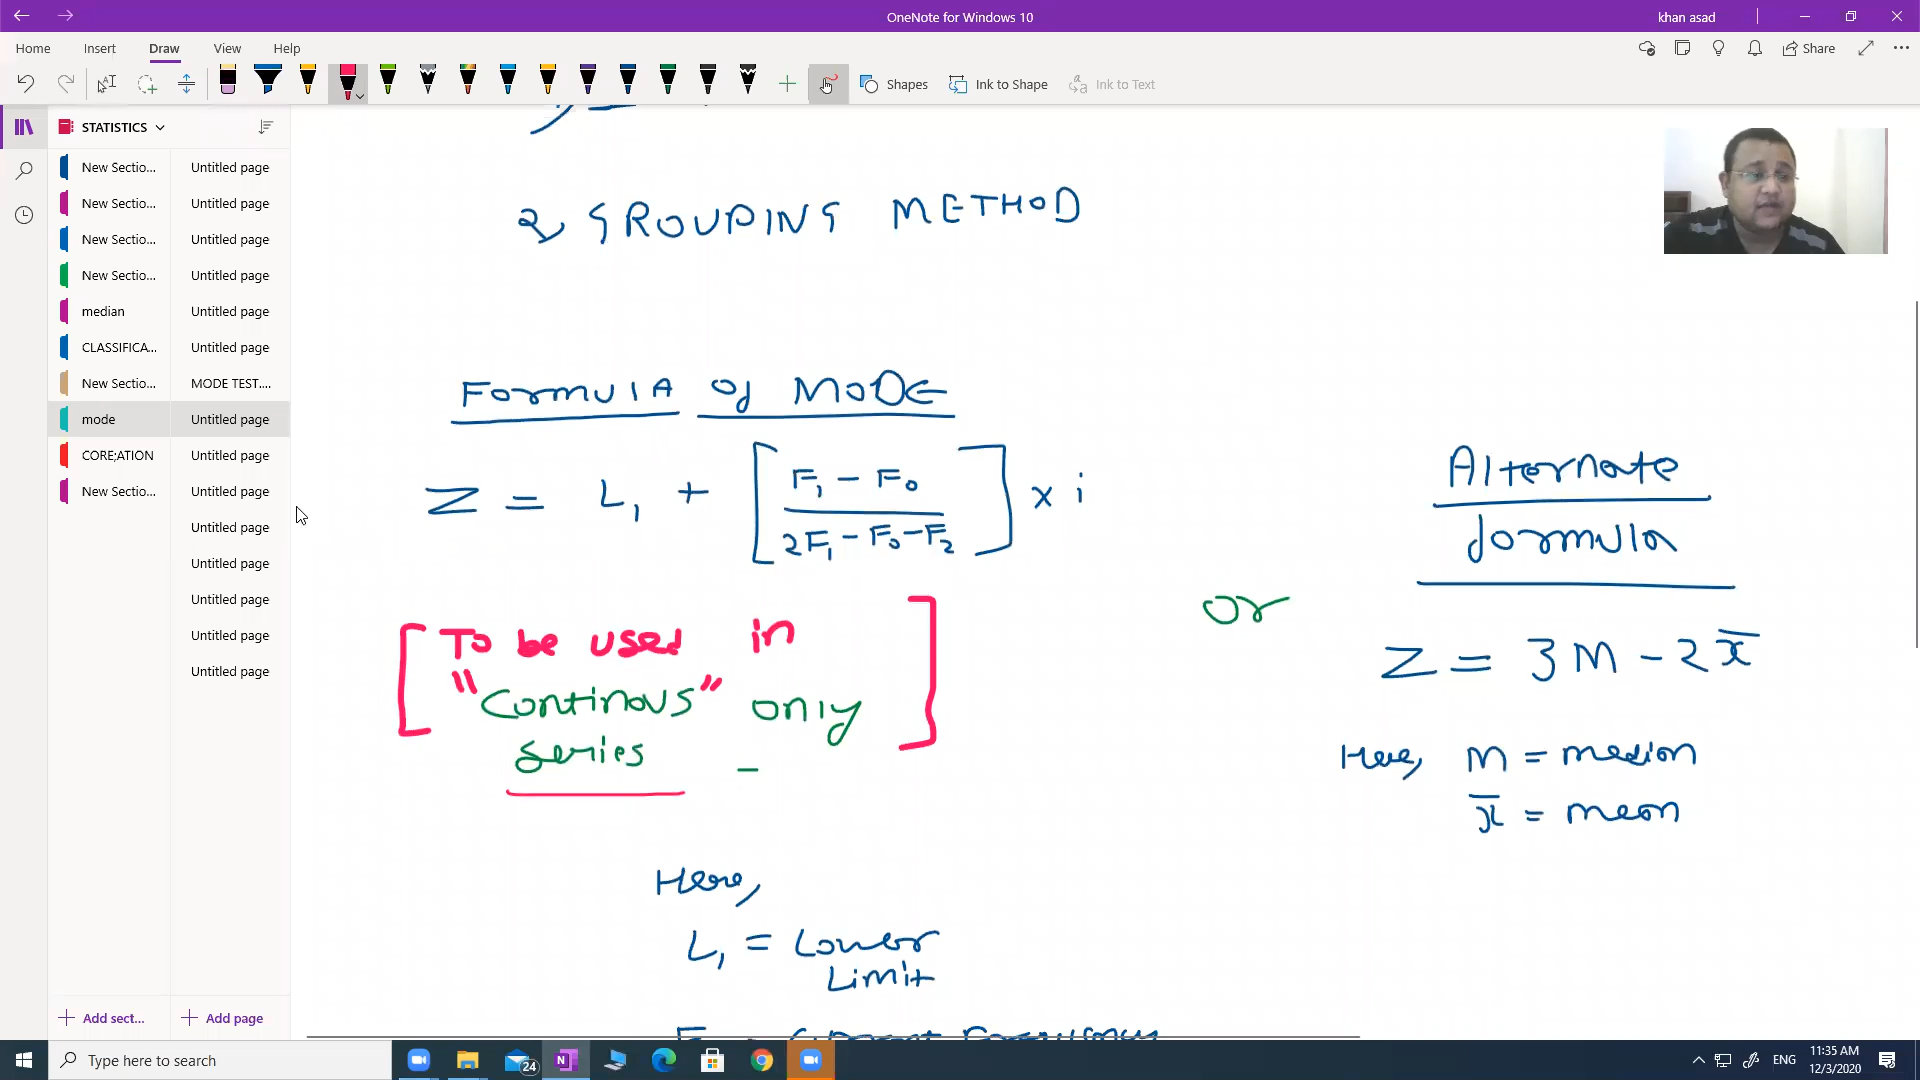 OneNote for Windows 10
khan asad
Home Insert Draw View Help
Share
Shapes
Ink to Shape
Ink to Text
STATISTICS
New Sectio...
New Sectio...
New Sectio...
New Sectio...
median
CLASSIFICA...
New Sectio...
mode
CORE;ATION
New Sectio...
Untitled page
Untitled page
Untitled page
Untitled page
Untitled page
Untitled page
MODE TEST....
Untitled page
Untitled page
Untitled page
Untitled page
Untitled page
Untitled page
Untitled page
Untitled page
Add sect...
Add page
2, GROUPING METHOD
FormulA of MODE
Z = L₁ + [F₁ - F₀ / 2F₁ - F₀ - F₂] x i
[To be used in
"Continous" only
series]
or
Alternate
formula
Z = 3M - 2x̅
Here, M = median
x̅ = mean
Here,
L₁ = Lower
Limit
Type here to search
24
ENG
11:35 AM
12/3/2020